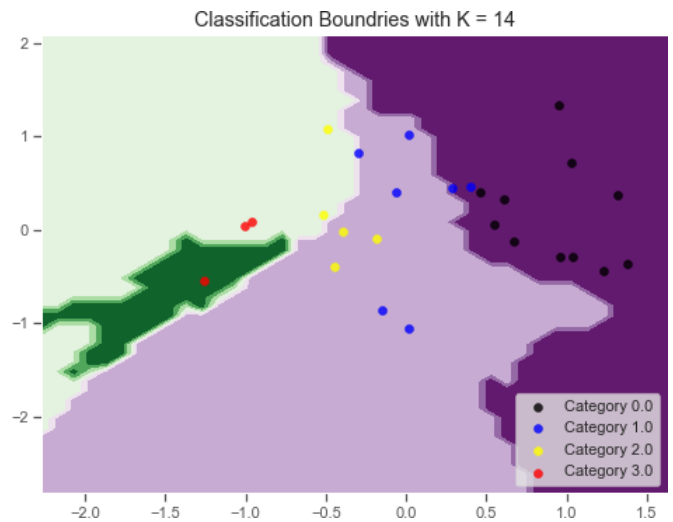 Classification Boundries with K = 14
2
1
0
−1
−2
−2.0 −1.5 −1.0 −0.5 0.0 0.5 1.0 1.5
Category 0.0
Category 1.0
Category 2.0
Category 3.0